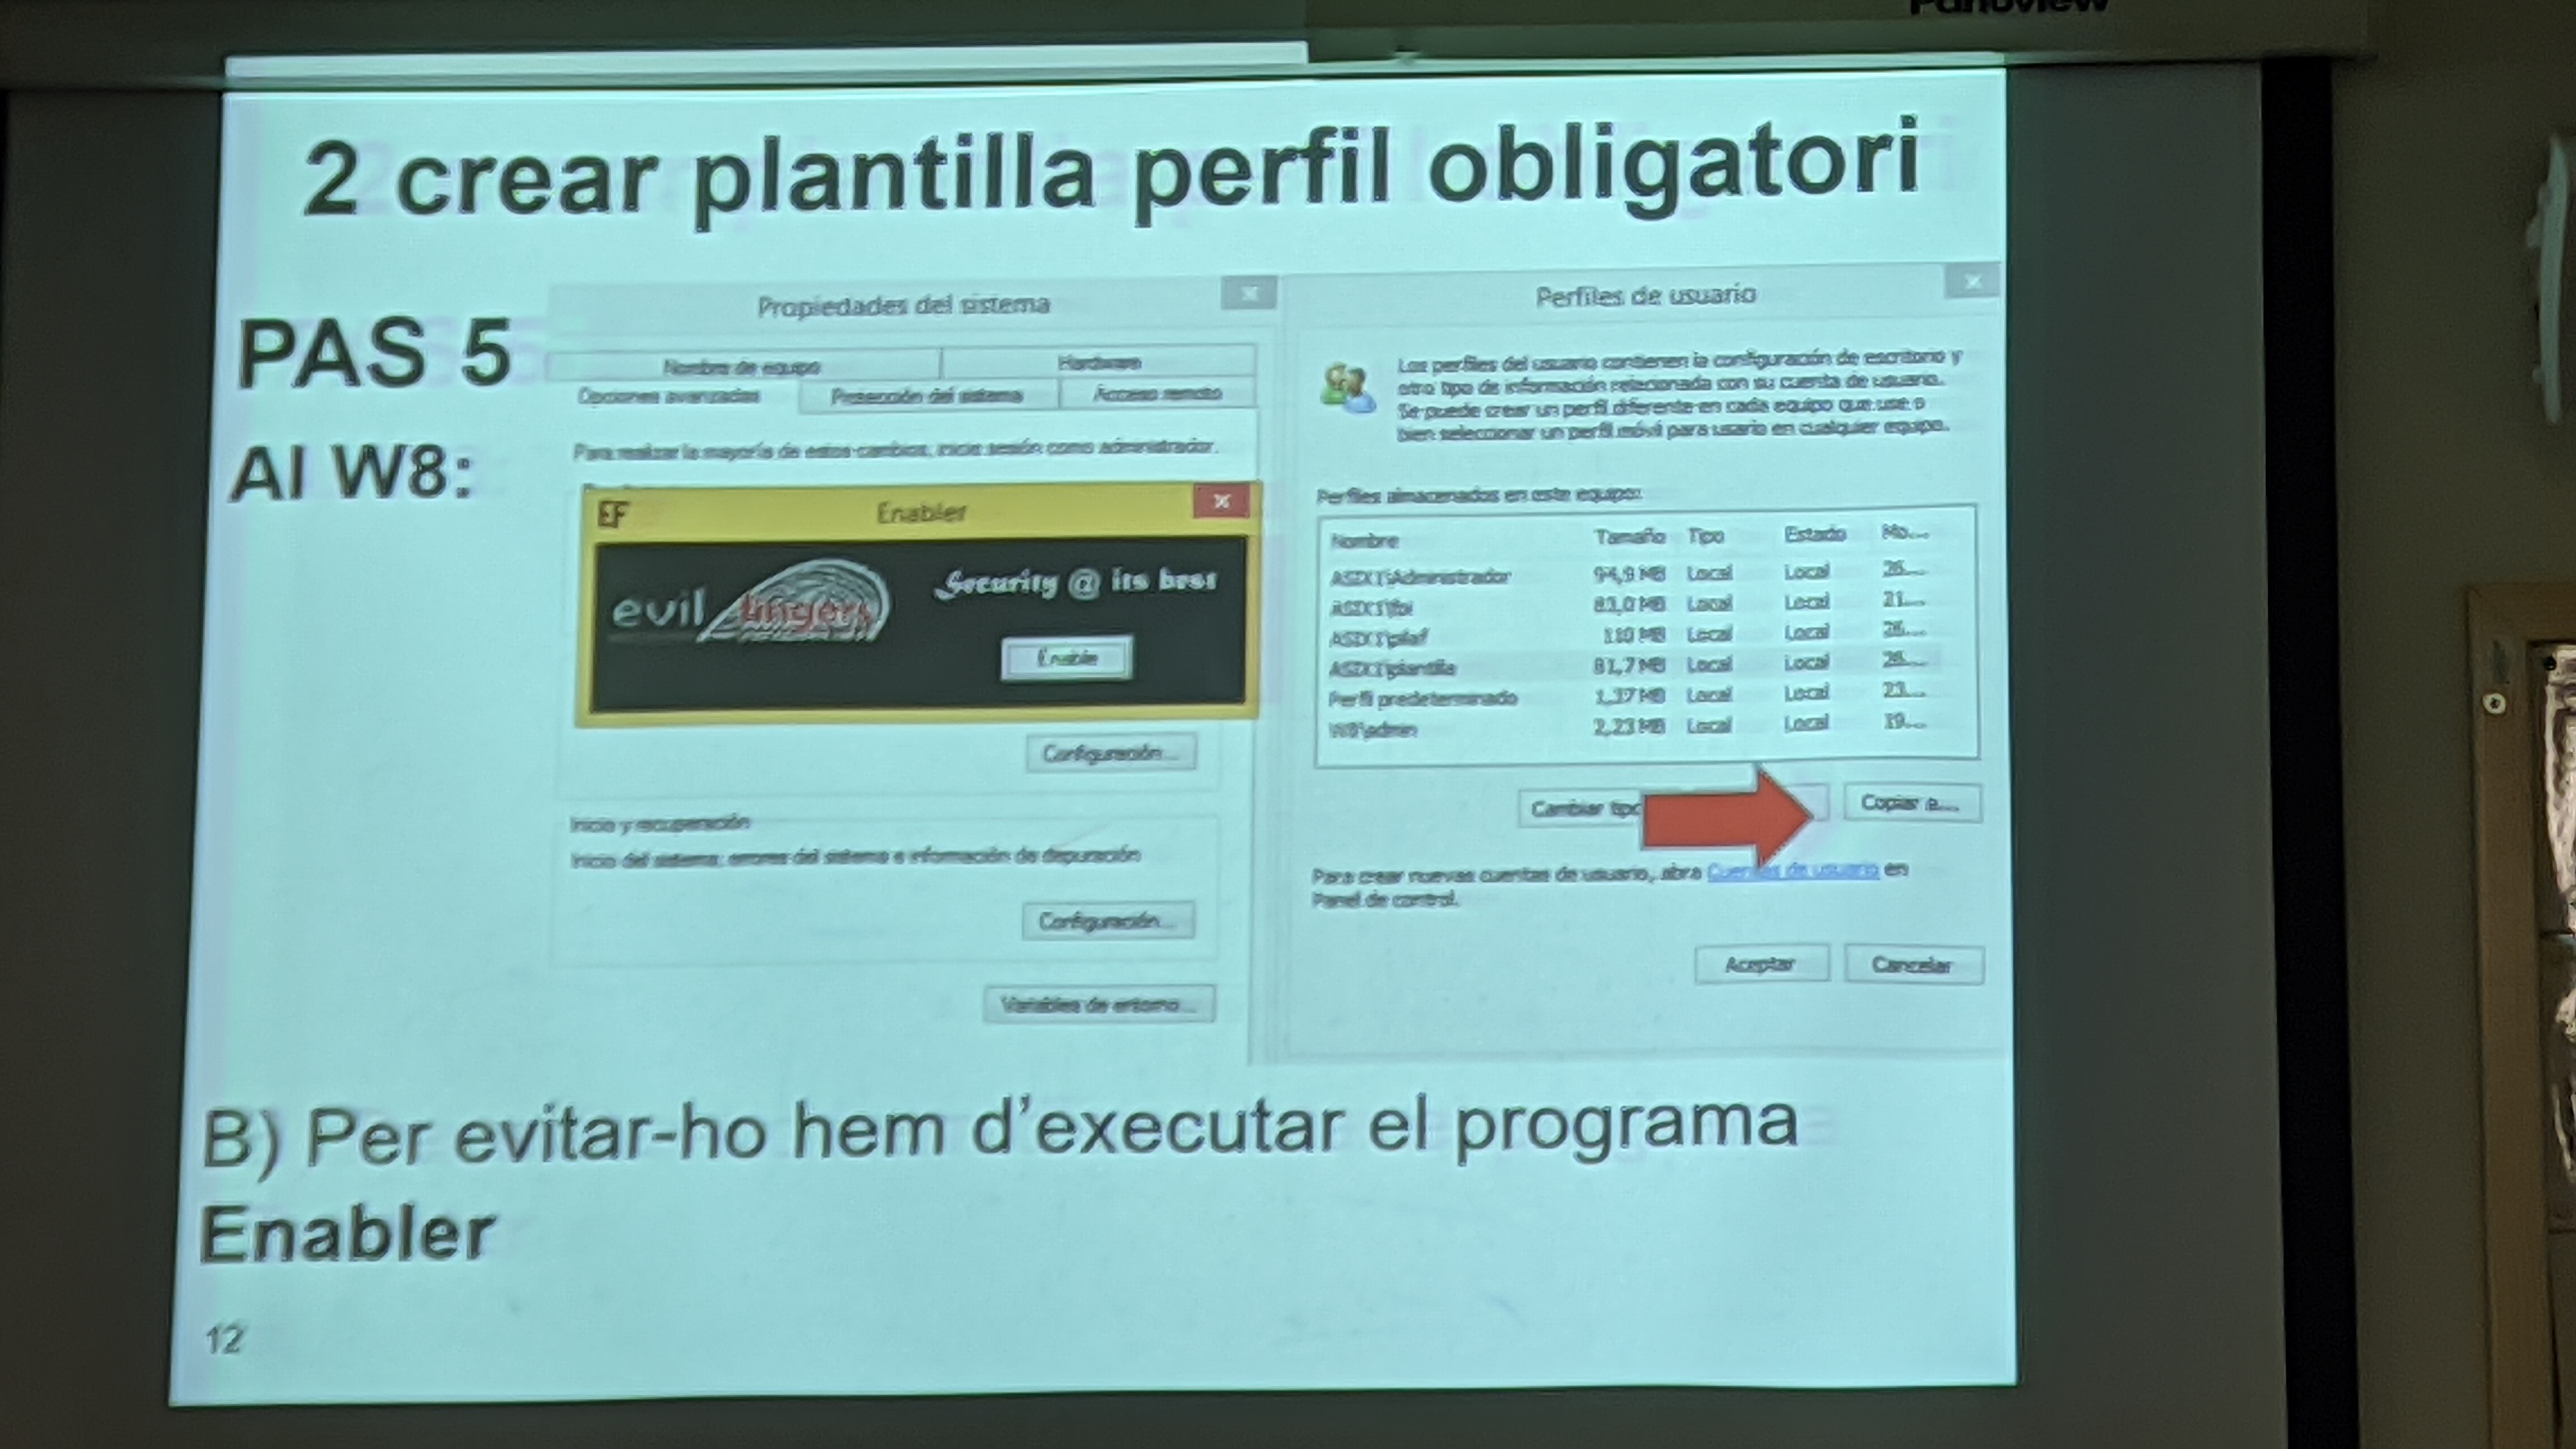 Panoview
2 crear plantilla perfil obligatori
PAS 5
Al W8:
Propiedades del sistema
Nombre de equipo
Hardware
Opciones avanzadas
Protección del sistema
Acceso remoto
Para realizar la mayoría de estos cambios, inicie sesión como administrador.
EF
Enabler
evil fingers
Security @ its best
Enable
Configuración...
Inicio y recuperación
Inicio del sistema, errores del sistema e información de depuración
Configuración...
Variables de entorno...
Perfiles de usuario
Los perfiles del usuario contienen la configuración de escritorio y
otro tipo de información relacionada con su cuenta de usuario.
Se puede crear un perfil diferente en cada equipo que use o
bien seleccionar un perfil móvil para usarlo en cualquier equipo.
Perfiles almacenados en este equipo:
Nombre Tamaño Tipo Estado Mo...
Administrador 94,9 MB Local Local 26...
83,0 MB Local Local 21...
110 MB Local Local 26...
plantilla 81,7 MB Local Local 26...
Perfil predeterminado 1,37 MB Local Local 23...
W8\admin 2,23 MB Local Local 19...
Cambiar tipo
Copiar a...
Para crear nuevas cuentas de usuario, abra Cuentas de usuario en
Panel de control.
Aceptar
Cancelar
B) Per evitar-ho hem d'executar el programa
Enabler
12